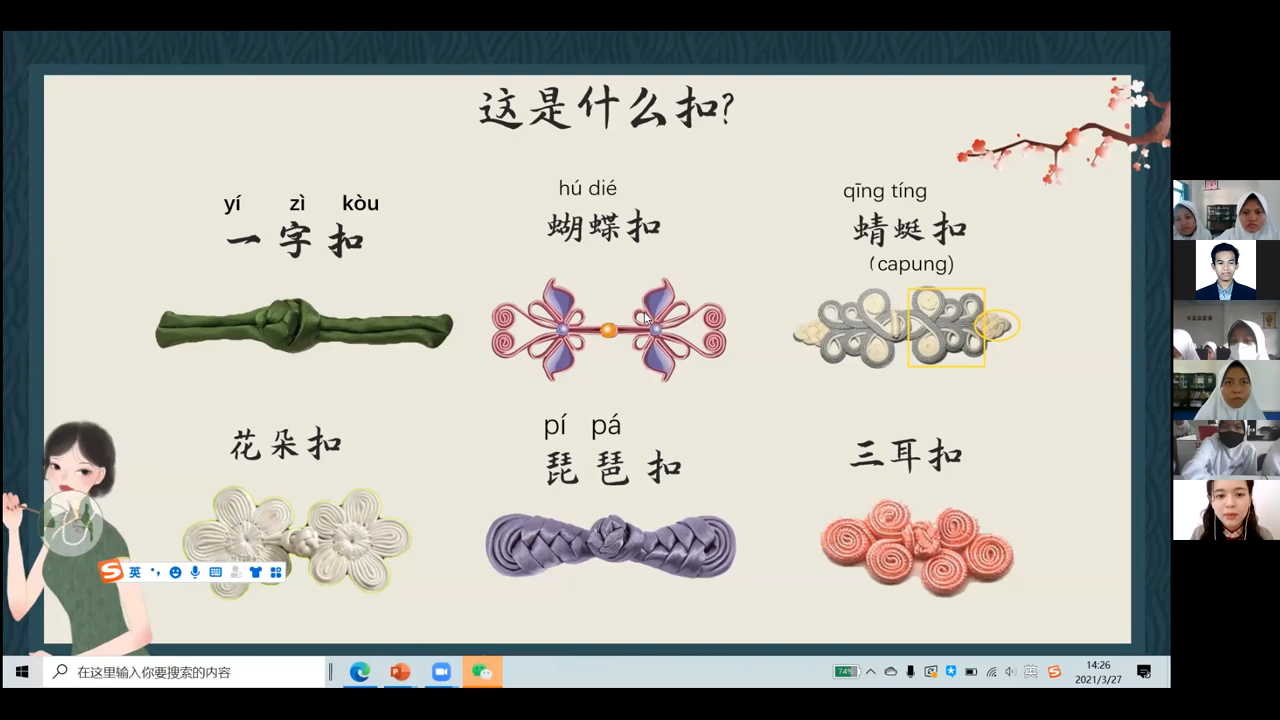 这是什么扣?
yí zì kòu
一字扣
hú dié
蝴蝶扣
qīng tíng
蜻蜓扣
(capung)
花朵扣
pí pá
琵琶扣
三耳扣
英
在这里输入你要搜索的内容
74%
英
14:26
2021/3/27